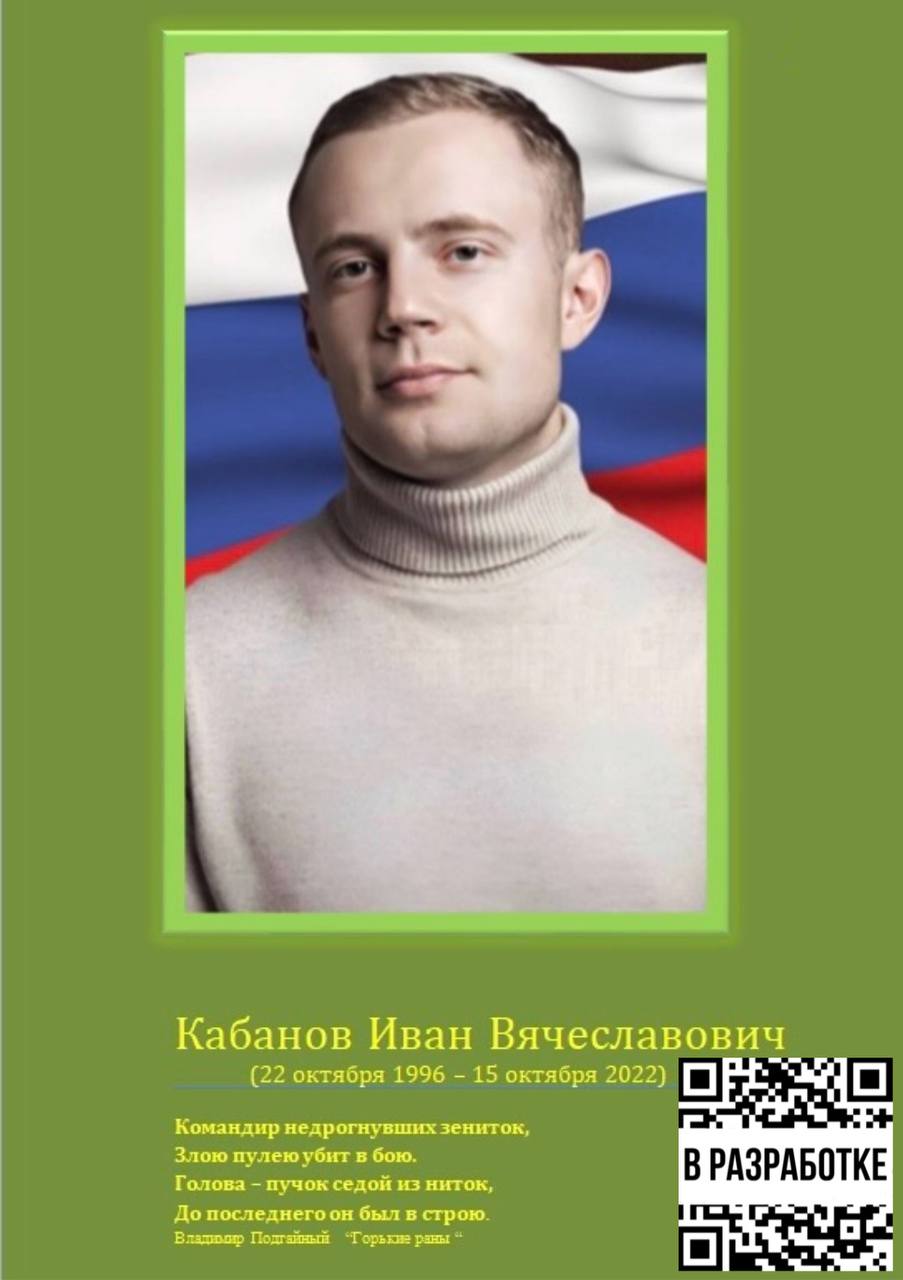 Кабанов Иван Вячеславович
(22 октября 1996 – 15 октября 2022)
Командир недрогнувших зениток,
Злою пулею убит в бою.
Голова – пучок седой из ниток,
До последнего он был в строю.
Владимир Подгайный "Горькие раны "
В РАЗРАБОТКЕ